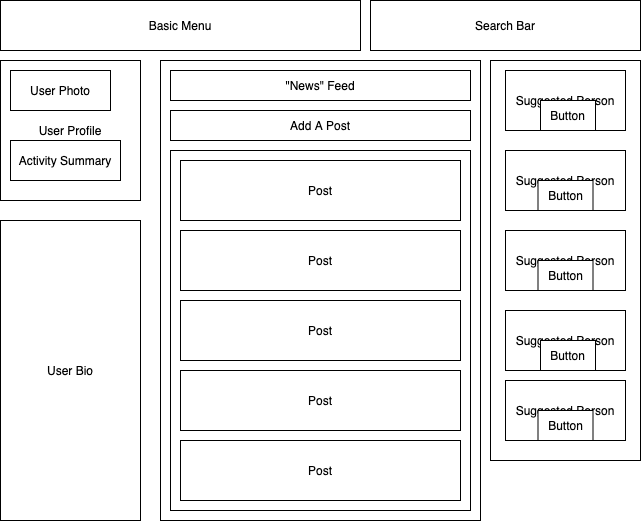 Basic Menu
Search Bar
User Photo
User Profile
Activity Summary
User Bio
"News" Feed
Add A Post
Post
Post
Post
Post
Post
Suggested Person
Button
Suggested Person
Button
Suggested Person
Button
Suggested Person
Button
Suggested Person
Button